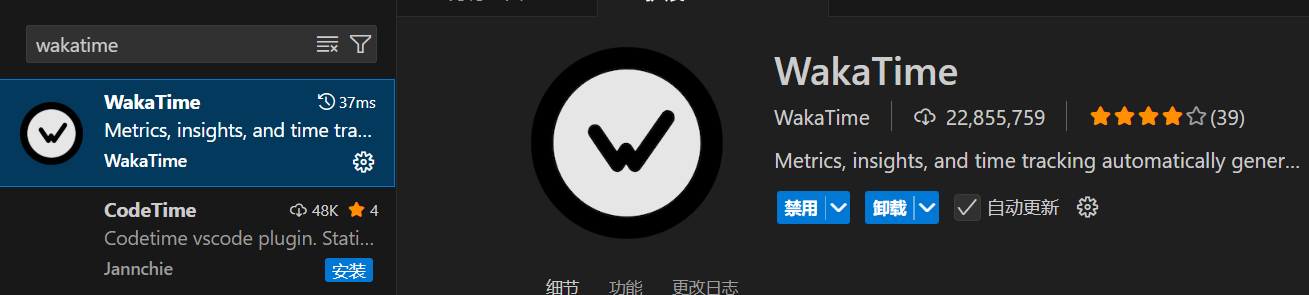 wakatime
WakaTime 37ms
Metrics, insights, and time tra...
WakaTime
CodeTime 48K 4
Codetime vscode plugin. Stati...
Jannchie 安装
WakaTime
WakaTime 22,855,759 (39)
Metrics, insights, and time tracking automatically gener...
禁用 卸载 自动更新
细节 功能 更改日志